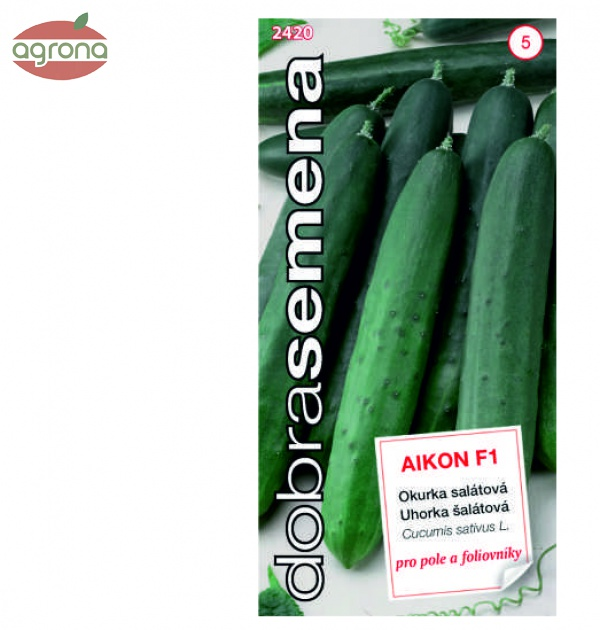 agrona
2420
5
dobrasemena
AIKON F1
Okurka salátová
Uhorka šalátová
Cucumis sativus L.
pro pole a foliovníky